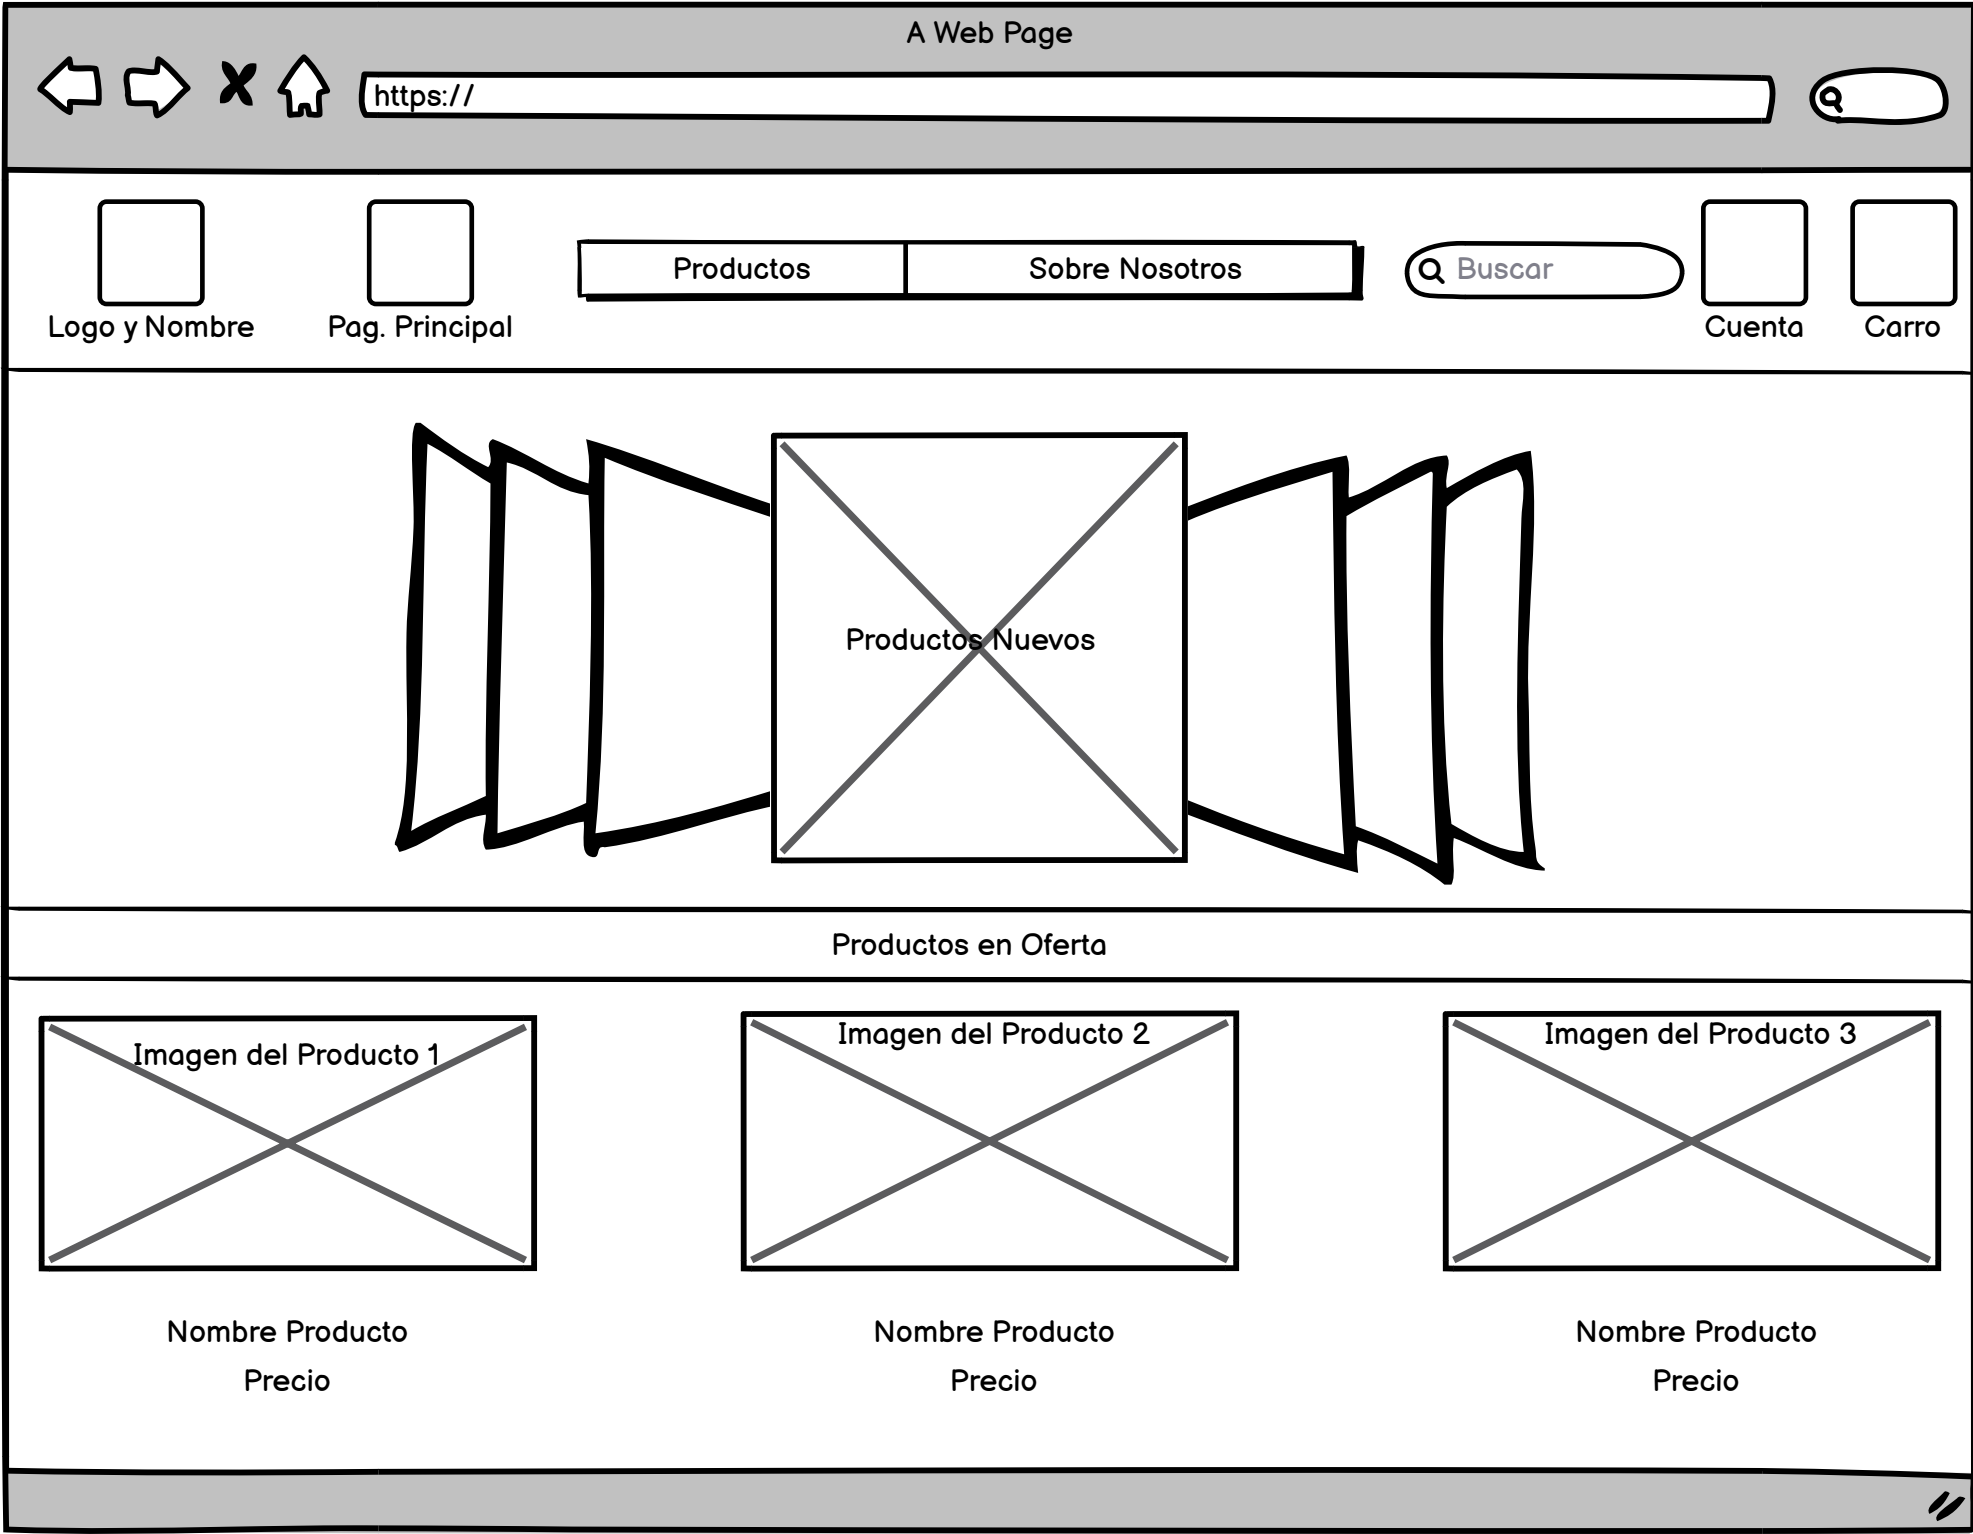 A Web Page
https://
Productos
Sobre Nosotros
Buscar
Logo y Nombre
Pag. Principal
Cuenta
Carro
Productos Nuevos
Productos en Oferta
Imagen del Producto 1
Imagen del Producto 2
Imagen del Producto 3
Nombre Producto
Nombre Producto
Nombre Producto
Precio
Precio
Precio